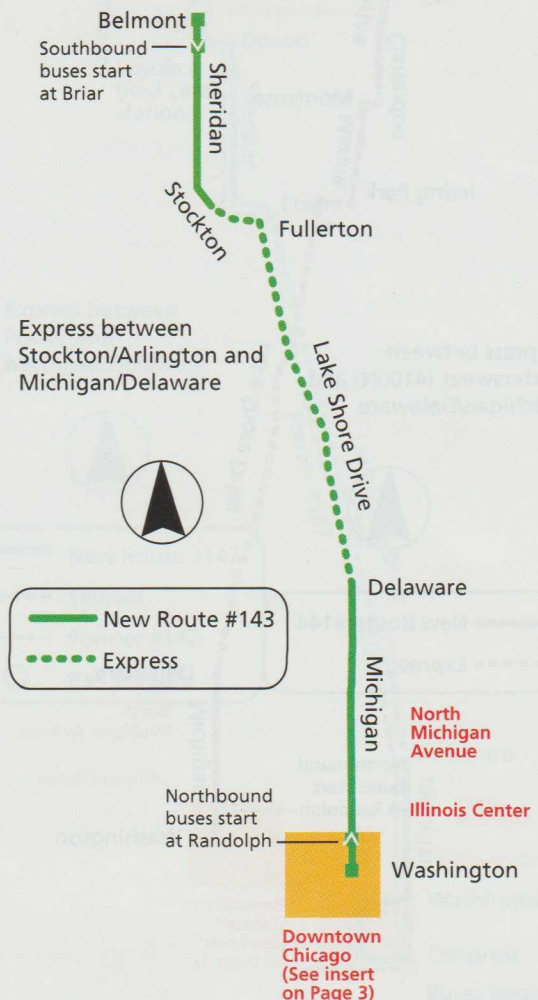 Belmont
Southbound
buses start
at Briar
Sheridan
Stockton
Fullerton
Express between
Stockton/Arlington and
Michigan/Delaware
Lake Shore Drive
New Route #143
Express
Delaware
Michigan
North
Michigan
Avenue
Illinois Center
Northbound
buses start
at Randolph
Washington
Downtown
Chicago
(See insert
on Page 3)